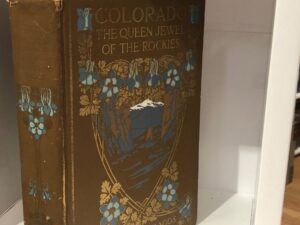 COLORADO
THE QUEEN JEWEL
OF THE ROCKIES